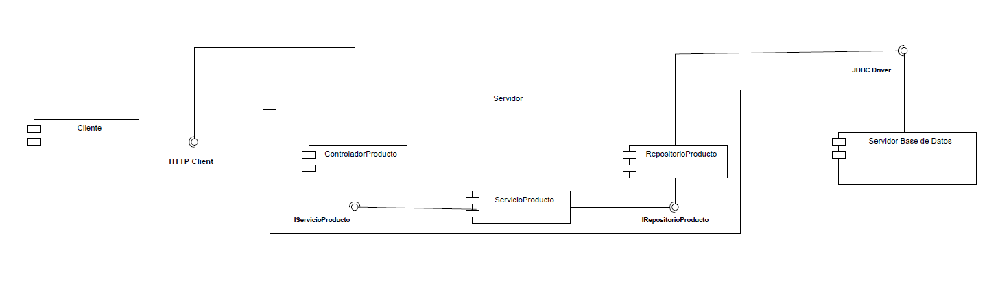 JDBC Driver
Servidor
Cliente
HTTP Client
ControladorProducto
RepositorioProducto
Servidor Base de Datos
ServicioProducto
IServicioProducto
IRepositorioProducto